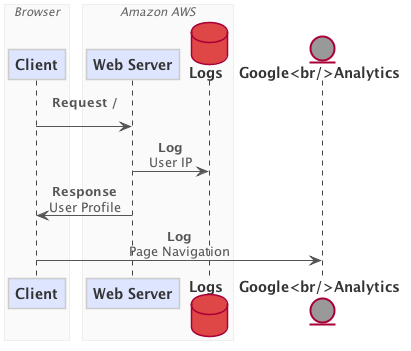 Browser
Amazon AWS
Client
Web Server
Logs
Google<br/>Analytics
Request /
Log
User IP
Response
User Profile
Log
Page Navigation
Client
Web Server
Logs
Google<br/>Analytics